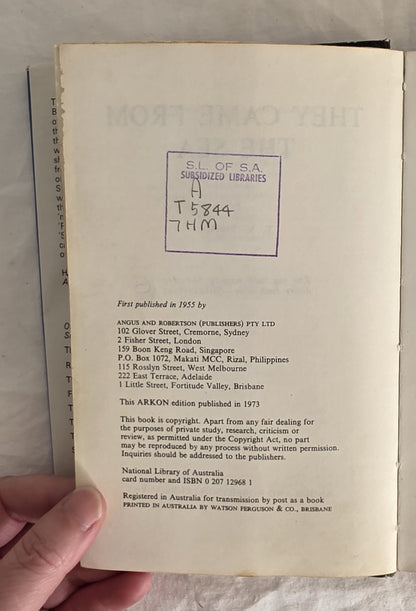 THEY CAME FROM
THE SEA
S.L. OF S.A.
SUBSIDIZED LIBRARIES
A
T 5844
7HM
First published in 1955 by
ANGUS AND ROBERTSON (PUBLISHERS) PTY LTD
102 Glover Street, Cremorne, Sydney
2 Fisher Street, London
159 Boon Keng Road, Singapore
P.O. Box 1072, Makati MCC, Rizal, Philippines
115 Rosslyn Street, West Melbourne
222 East Terrace, Adelaide
1 Little Street, Fortitude Valley, Brisbane
This ARKON edition published in 1973
This book is copyright. Apart from any fair dealing for
the purposes of private study, research, criticism or
review, as permitted under the Copyright Act, no part
may be reproduced by any process without written permission.
Inquiries should be addressed to the publishers.
National Library of Australia
card number and ISBN 0 207 12968 1
Registered in Australia for transmission by post as a book
PRINTED IN AUSTRALIA BY WATSON FERGUSON & CO., BRISBANE